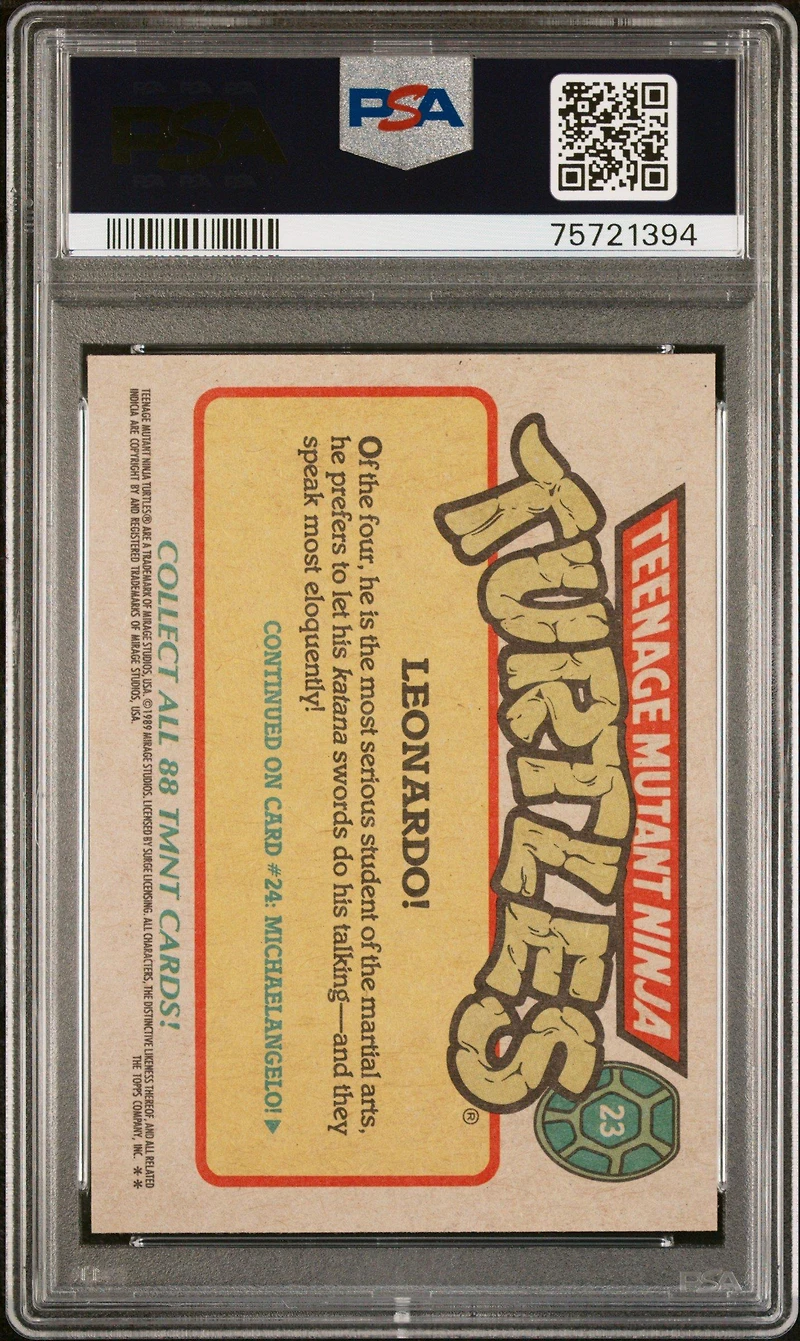 PSA
PSA
75721394
TEENAGE MUTANT NINJA
TURTLES®
23
LEONARDO!
Of the four, he is the most serious student of the martial arts,
he prefers to let his katana swords do his talking—and they
speak most eloquently!
CONTINUED ON CARD #24: MICHAELANGELO!▶
COLLECT ALL 88 TMNT CARDS!
TEENAGE MUTANT NINJA TURTLES® ARE A TRADEMARK OF MIRAGE STUDIOS, USA. ©1989 MIRAGE STUDIOS. LICENSED BY SURGE LICENSING. ALL CHARACTERS, THE DISTINCTIVE LIKENESS THEREOF, AND ALL RELATED
INDICIA ARE COPYRIGHT BY AND REGISTERED TRADEMARKS OF MIRAGE STUDIOS, USA.
THE TOPPS COMPANY, INC. **
PSA